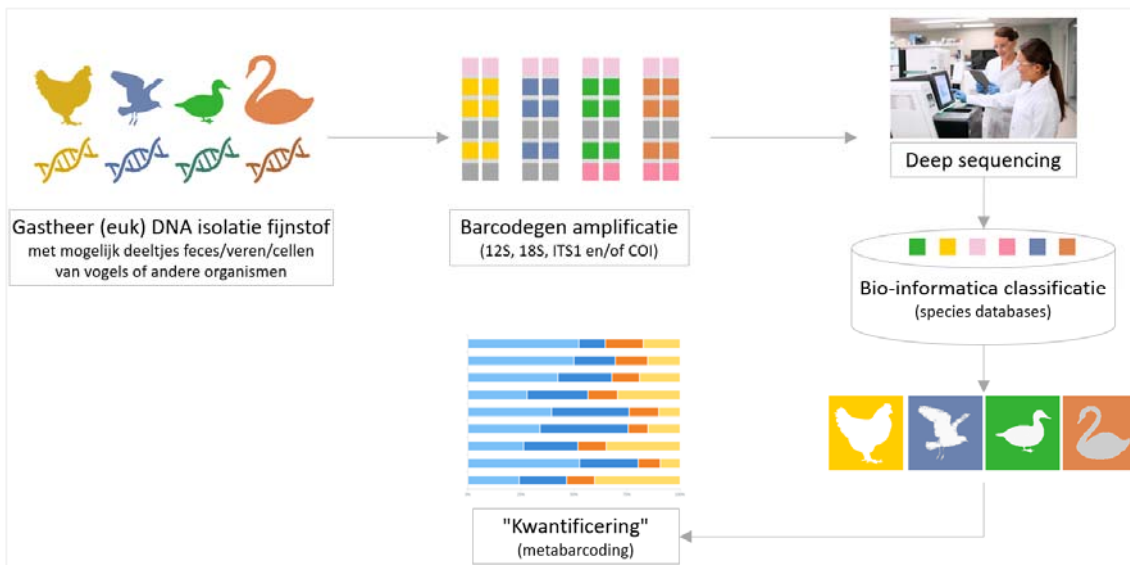 Gastheer (euk) DNA isolatie fijnstof
met mogelijk deeltjes feces/veren/cellen
van vogels of andere organismen
Barcodegen amplificatie
(12S, 18S, ITS1 en/of COI)
Deep sequencing
Bio-informatica classificatie
(species databases)
"Kwantificering"
(metabarcoding)